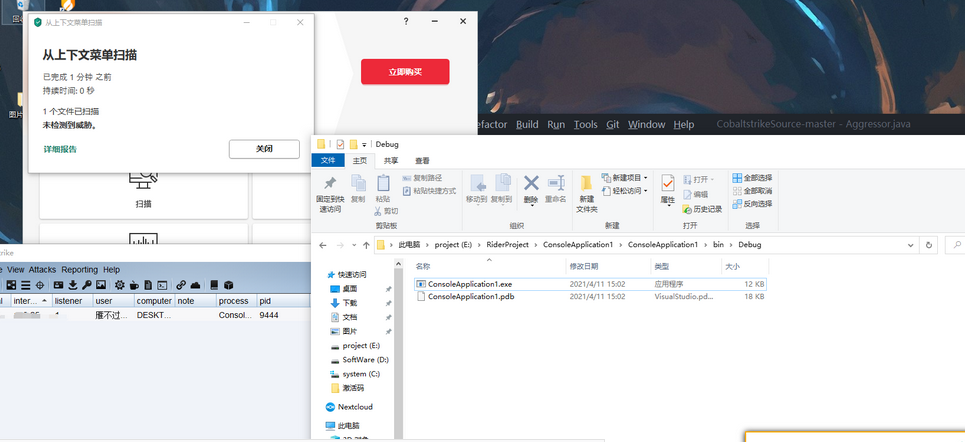 从上下文菜单扫描
从上下文菜单扫描
已完成 1 分钟 之前
持续时间: 0 秒
1 个文件已扫描
未检测到威胁。
详细报告
关闭
?
立即购买
扫描
图片
efactor Build Run Tools Git Window Help CobaltstrikeSource-master - Aggressor.java
Debug
文件 主页 共享 查看
固定到快速访问
复制
粘贴
复制路径
粘贴快捷方式
剪切
剪贴板
移动到
复制到
删除
重命名
组织
新建文件夹
新建项目
轻松访问
新建
属性
打开
编辑
历史记录
打开
全部选择
全部取消
反向选择
选择
此电脑 › project (E:) › RiderProject › ConsoleApplication1 › ConsoleApplication1 › bin › Debug
名称 修改日期 类型 大小
ConsoleApplication1.exe 2021/4/11 15:02 应用程序 12 KB
ConsoleApplication1.pdb 2021/4/11 15:02 VisualStudio.pd... 18 KB
快速访问
桌面
下载
文档
图片
project (E:)
SoftWare (D:)
system (C:)
激活码
Nextcloud
此电脑
strike
View Attacks Reporting Help
inter... listener user computer note process pid
DESKT... Consol... 9444